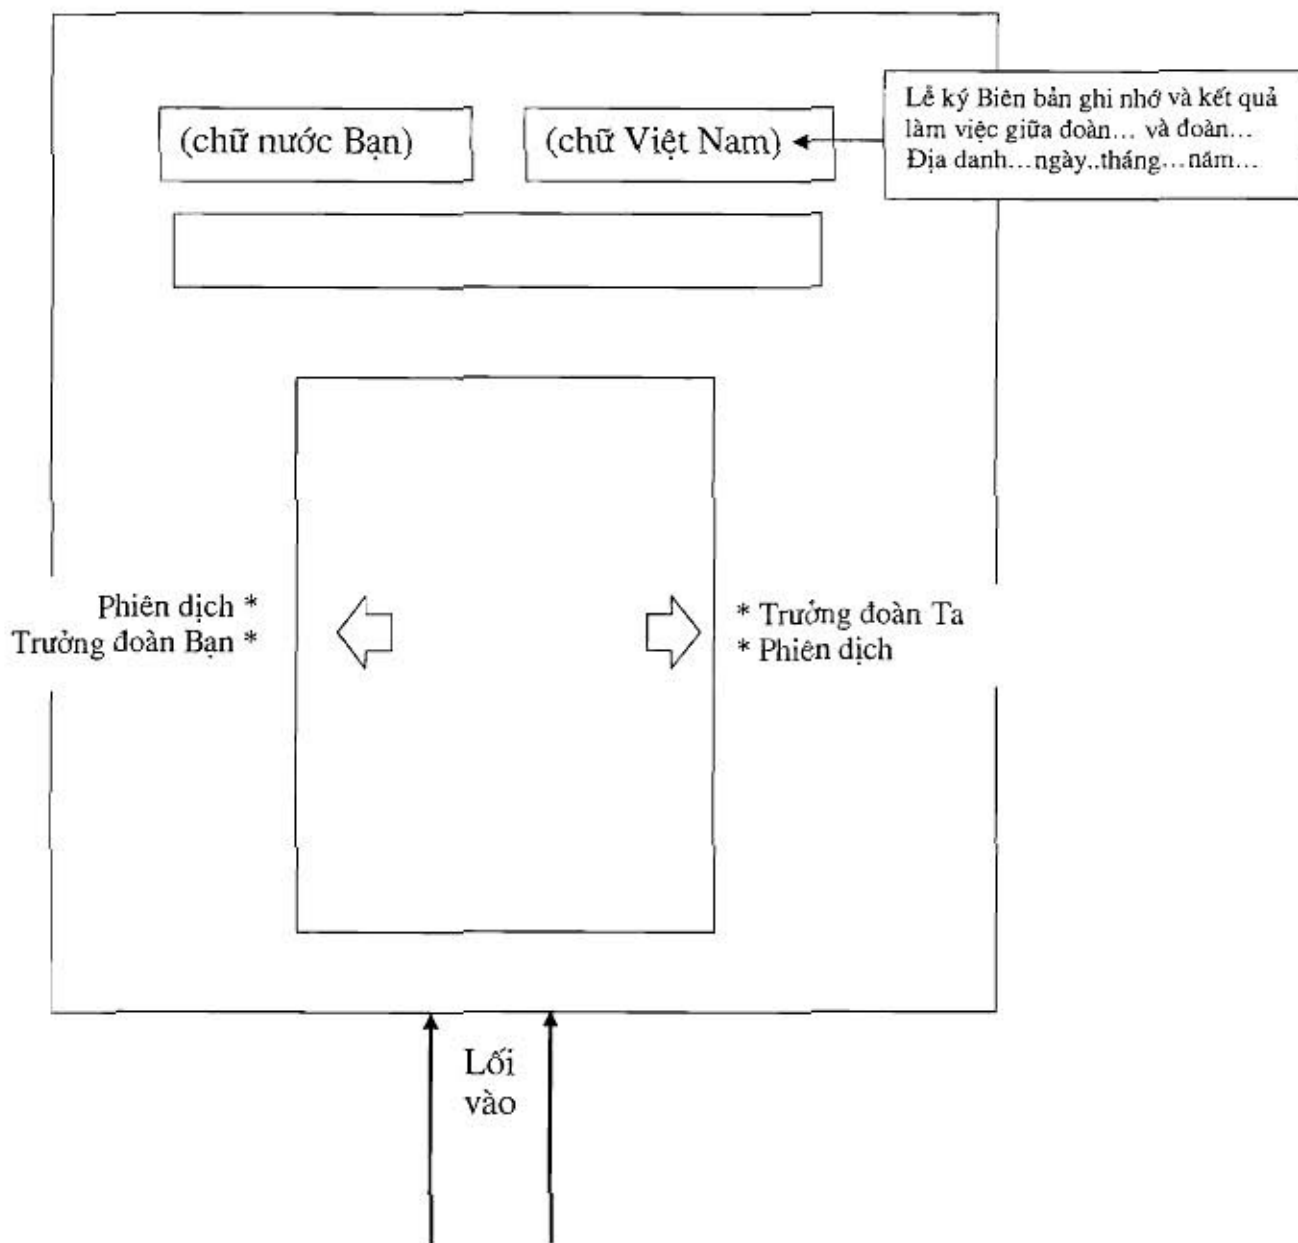 (chữ nước Bạn)
(chữ Việt Nam)
Lễ ký Biên bản ghi nhớ và kết quả
làm việc giữa đoàn... và đoàn...
Địa danh...ngày..tháng...năm...
Phiên dịch *
Trưởng đoàn Bạn *
* Trưởng đoàn Ta
* Phiên dịch
Lối
vào